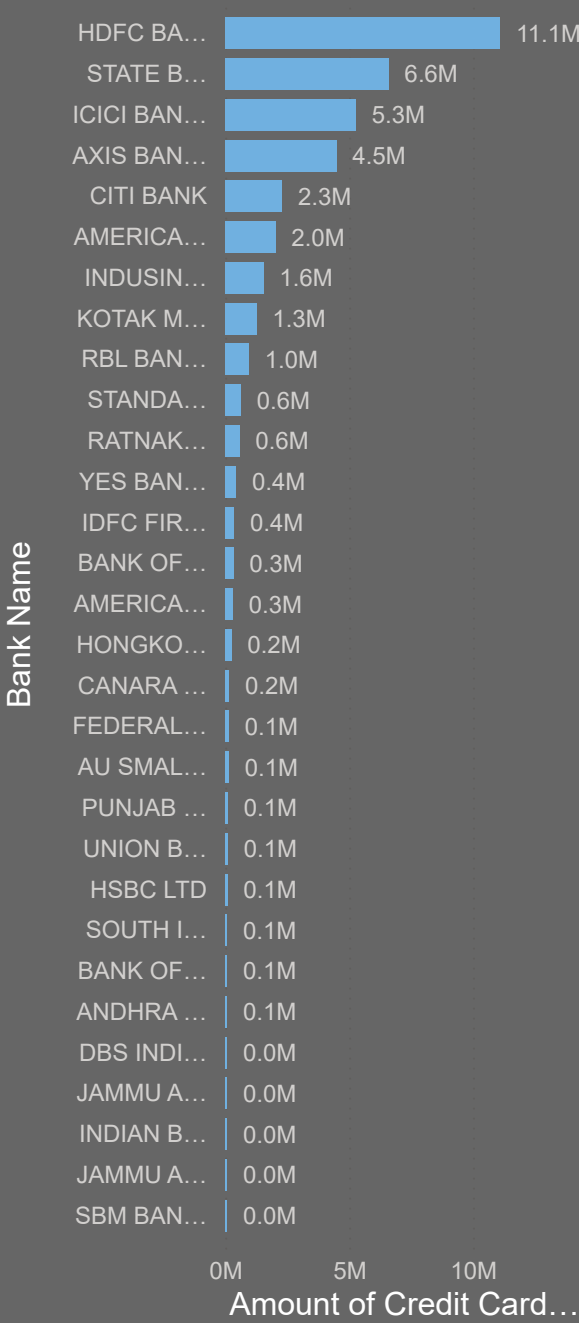 HDFC BA… 11.1M
STATE B… 6.6M
ICICI BAN… 5.3M
AXIS BAN… 4.5M
CITI BANK 2.3M
AMERICA… 2.0M
INDUSIN… 1.6M
KOTAK M… 1.3M
RBL BAN… 1.0M
STANDA… 0.6M
RATNAK… 0.6M
YES BAN… 0.4M
IDFC FIR… 0.4M
BANK OF… 0.3M
AMERICA… 0.3M
HONGKO… 0.2M
CANARA … 0.2M
FEDERAL… 0.1M
AU SMAL… 0.1M
PUNJAB … 0.1M
UNION B… 0.1M
HSBC LTD 0.1M
SOUTH I… 0.1M
BANK OF… 0.1M
ANDHRA … 0.1M
DBS INDI… 0.0M
JAMMU A… 0.0M
INDIAN B… 0.0M
JAMMU A… 0.0M
SBM BAN… 0.0M
Bank Name
0M 5M 10M
Amount of Credit Card…